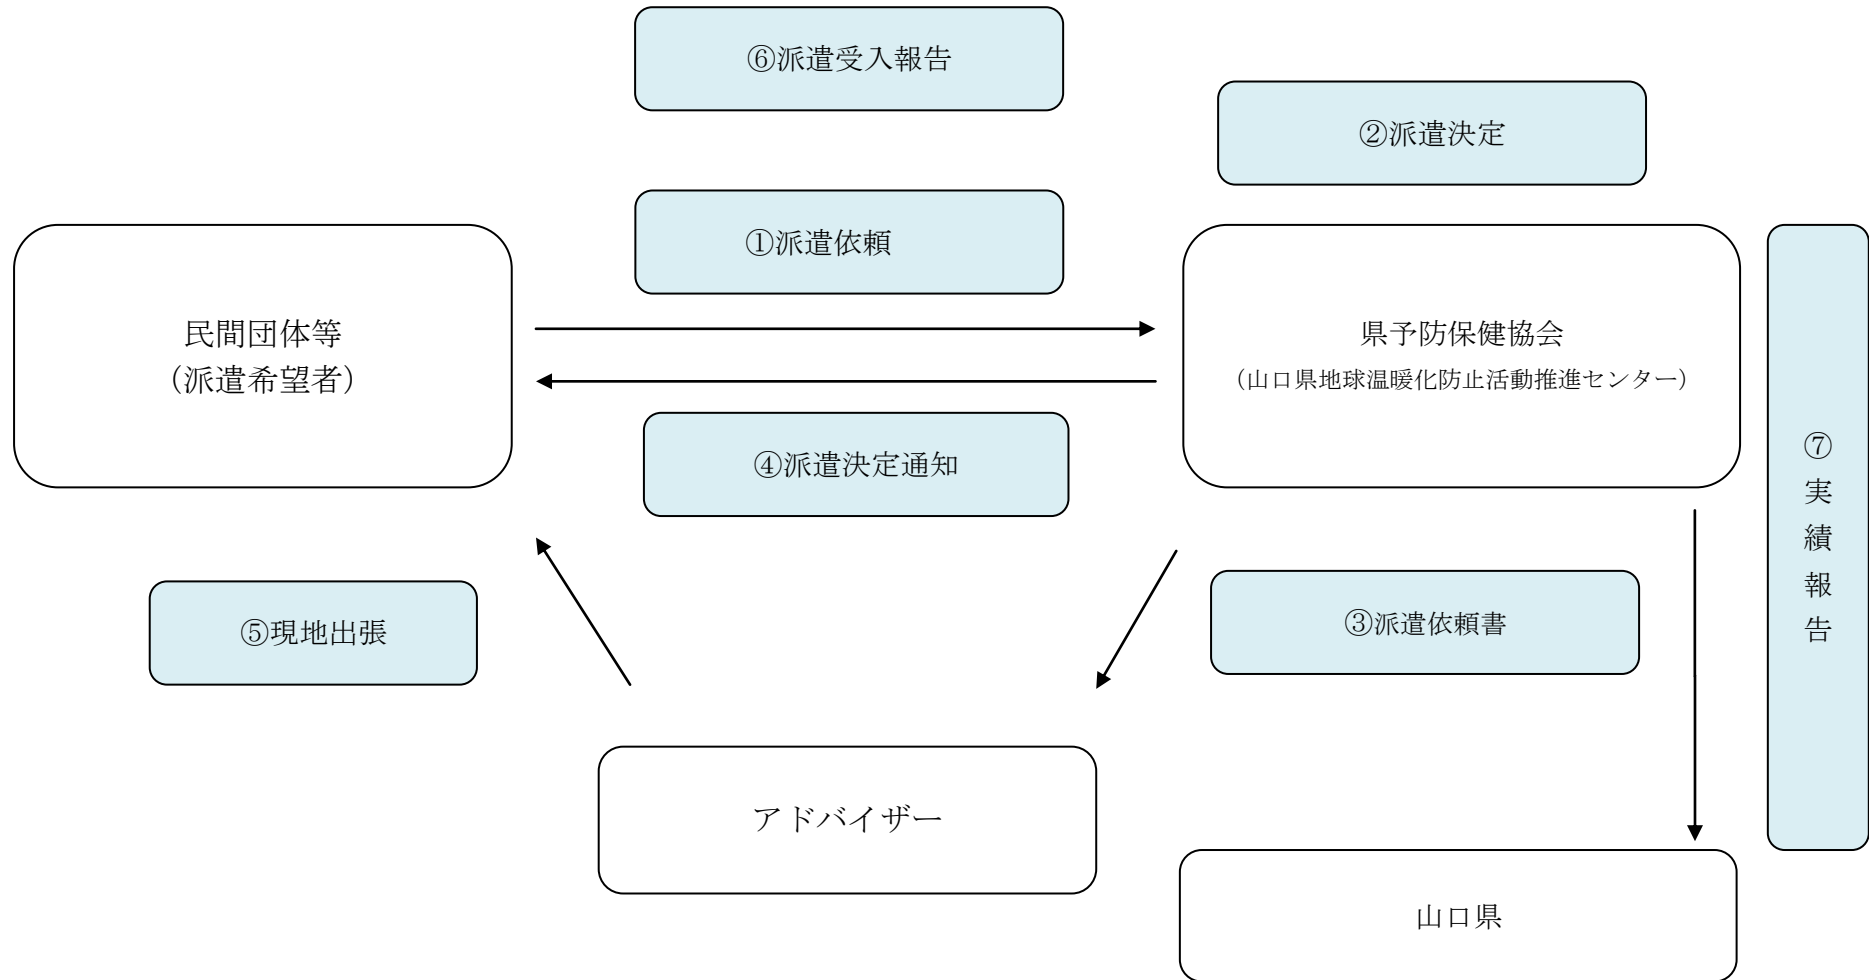 ⑥派遣受入報告
②派遣決定
①派遣依頼
民間団体等
（派遣希望者）
県予防保健協会
（山口県地球温暖化防止活動推進センター）
④派遣決定通知
⑦実績報告
⑤現地出張
③派遣依頼書
アドバイザー
山口県